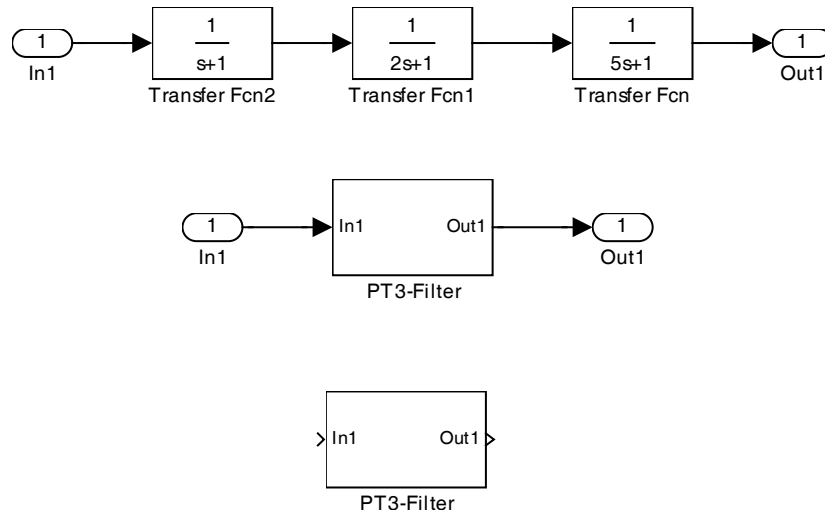 1
1
1
1
1
s+1
2s+1
5s+1
In1
Out1
Transfer Fcn2
Transfer Fcn1
Transfer Fcn
1
In1
Out1
1
In1
Out1
PT3-Filter
In1
Out1
PT3-Filter